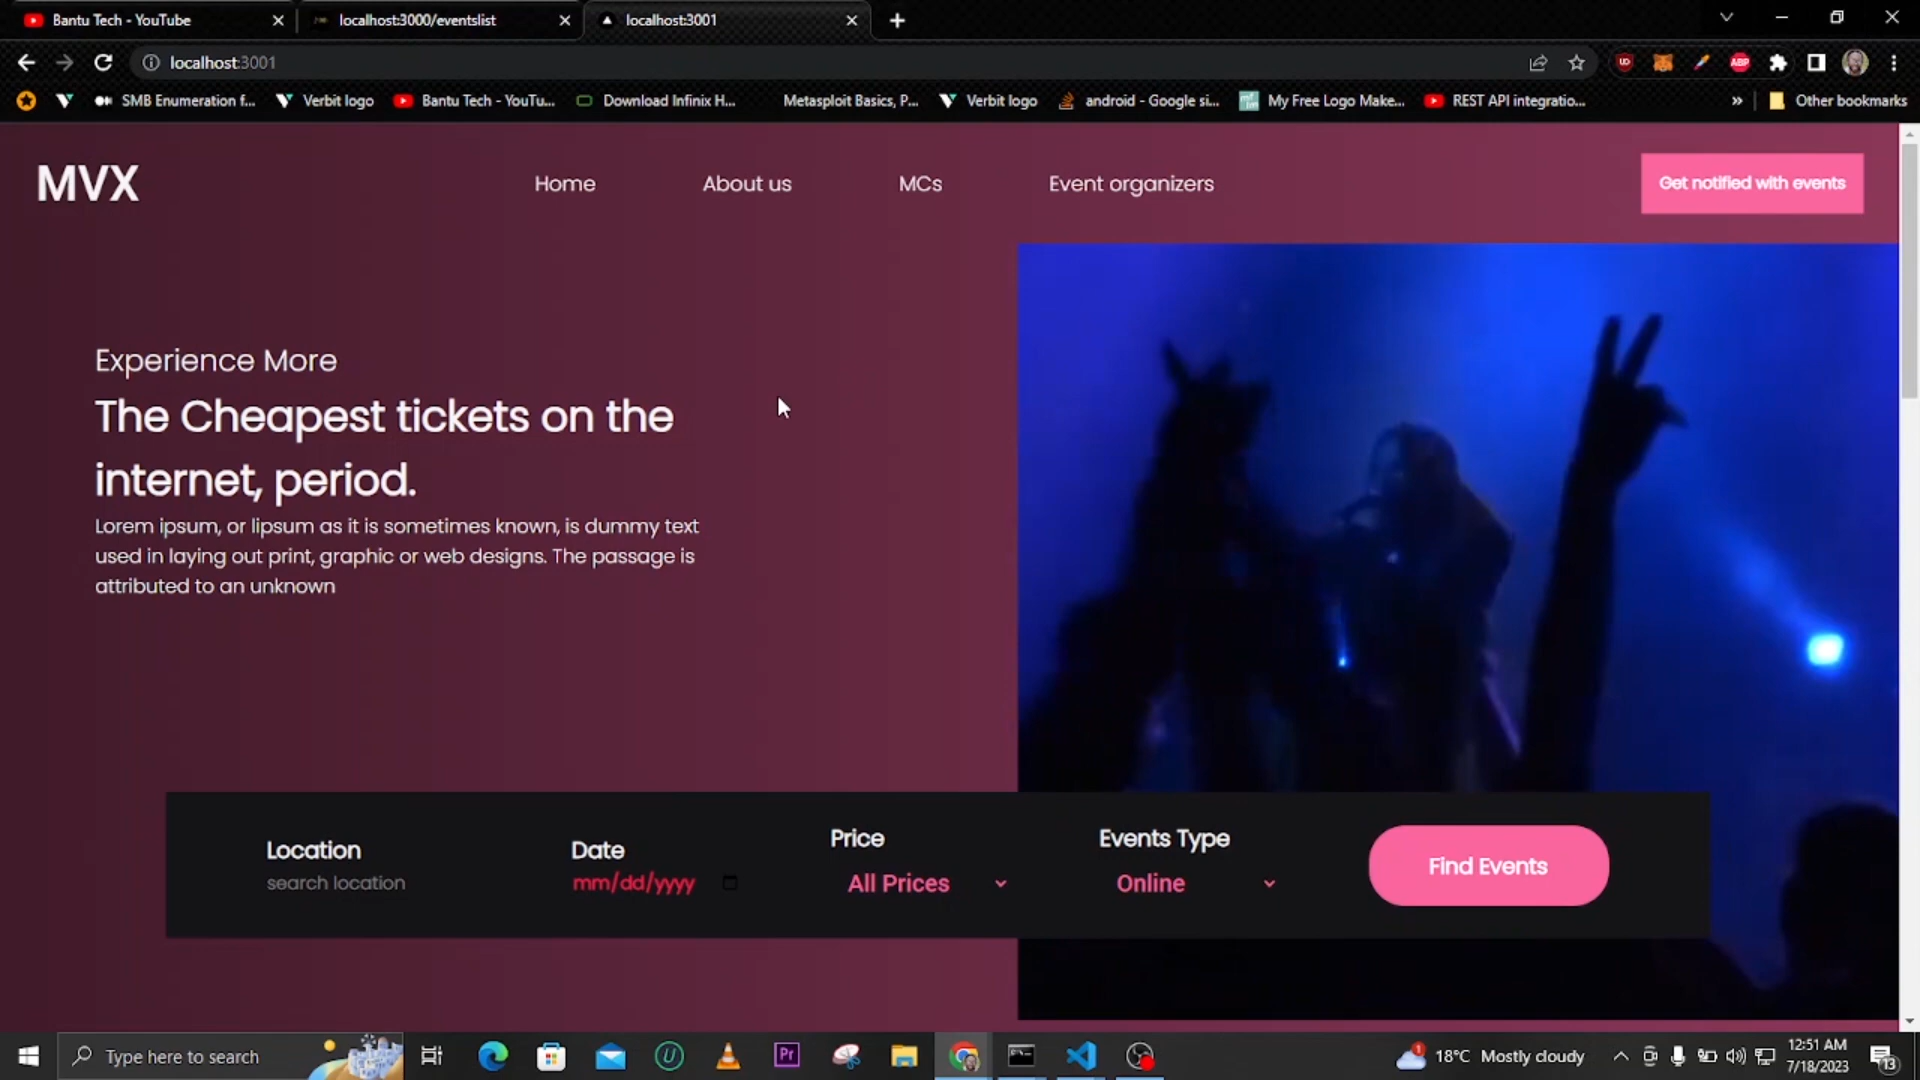 Bantu Tech - YouTube
localhost:3000/eventslist
localhost:3001
localhost:3001
SMB Enumeration f...
Verbit logo
Bantu Tech - YouTu...
Download Infinix H...
Metasploit Basics, P...
Verbit logo
android - Google si...
My Free Logo Make...
REST API integratio...
»
Other bookmarks
MVX
Home
About us
MCs
Event organizers
Get notified with events
Experience More
The Cheapest tickets on the
internet, period.
Lorem ipsum, or lipsum as it is sometimes known, is dummy text
used in laying out print, graphic or web designs. The passage is
attributed to an unknown
Location
search location
Date
mm/dd/yyyy
Price
All Prices
Events Type
Online
Find Events
Type here to search
Pr
1
18°C Mostly cloudy
12:51 AM
7/18/2023
13